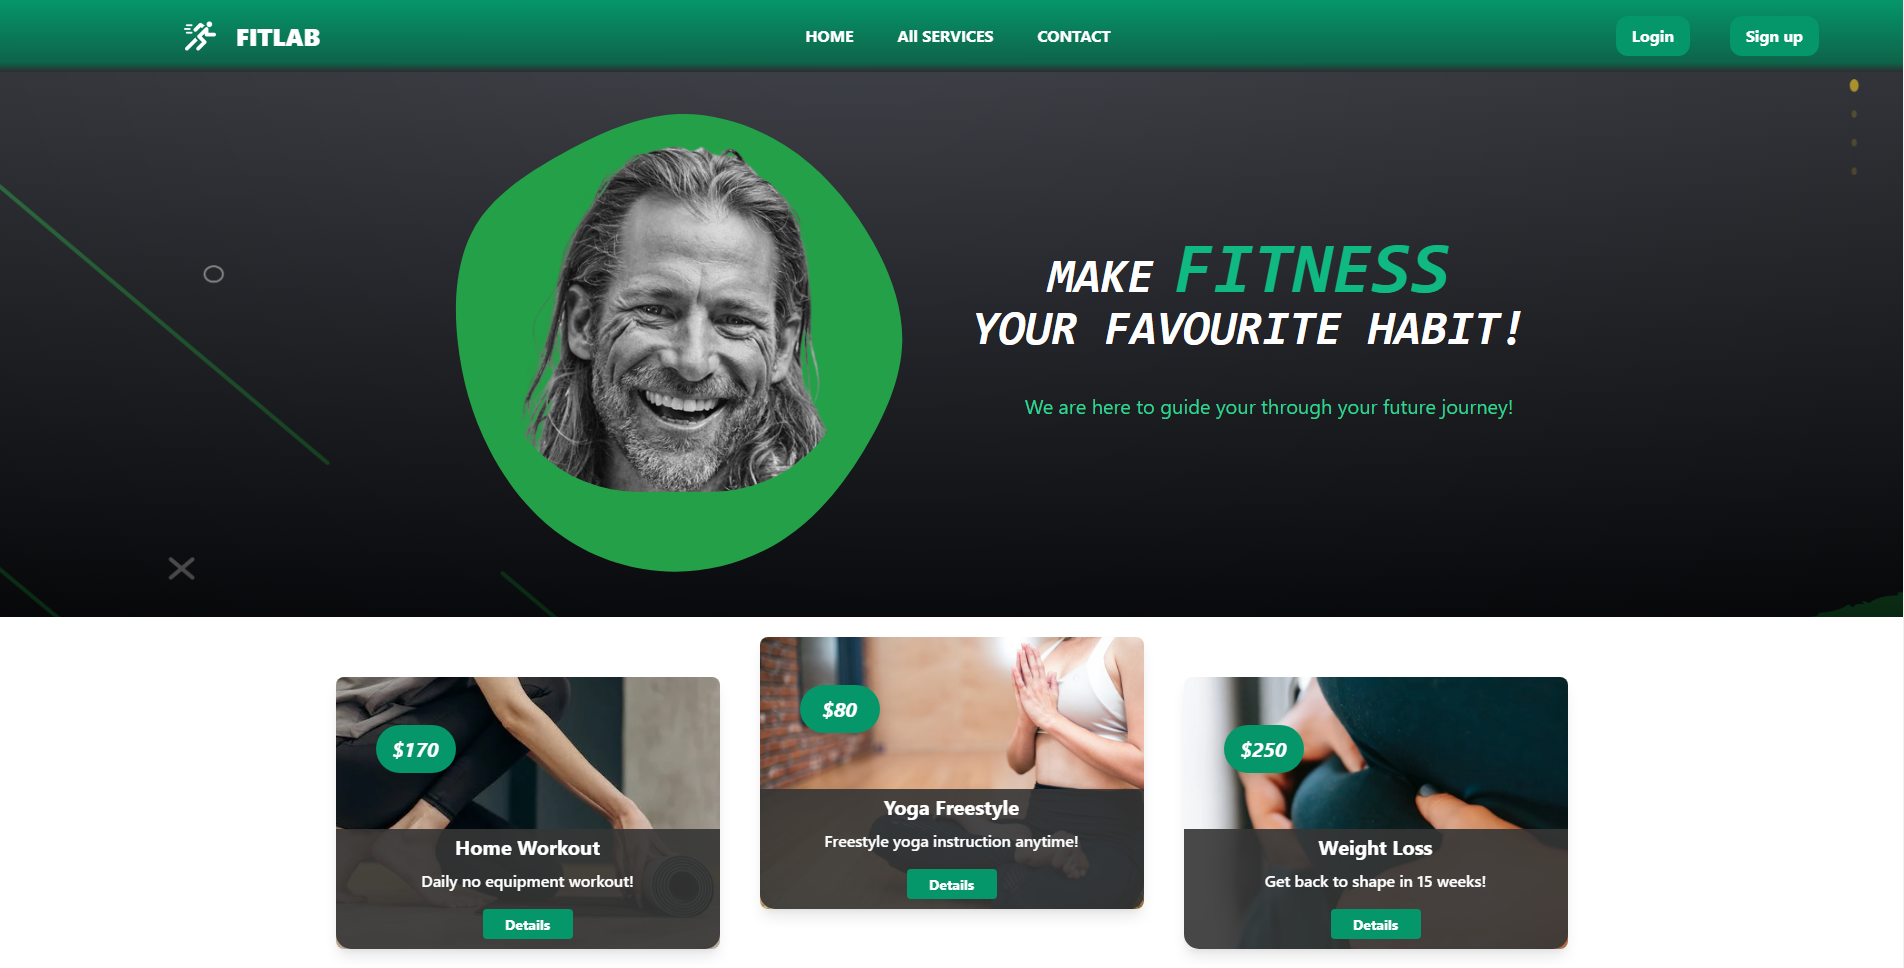 FITLAB
HOME
All SERVICES
CONTACT
Login
Sign up
MAKE FITNESS
YOUR FAVOURITE HABIT!
We are here to guide your through your future journey!
$170
Home Workout
Daily no equipment workout!
Details
$80
Yoga Freestyle
Freestyle yoga instruction anytime!
Details
$250
Weight Loss
Get back to shape in 15 weeks!
Details